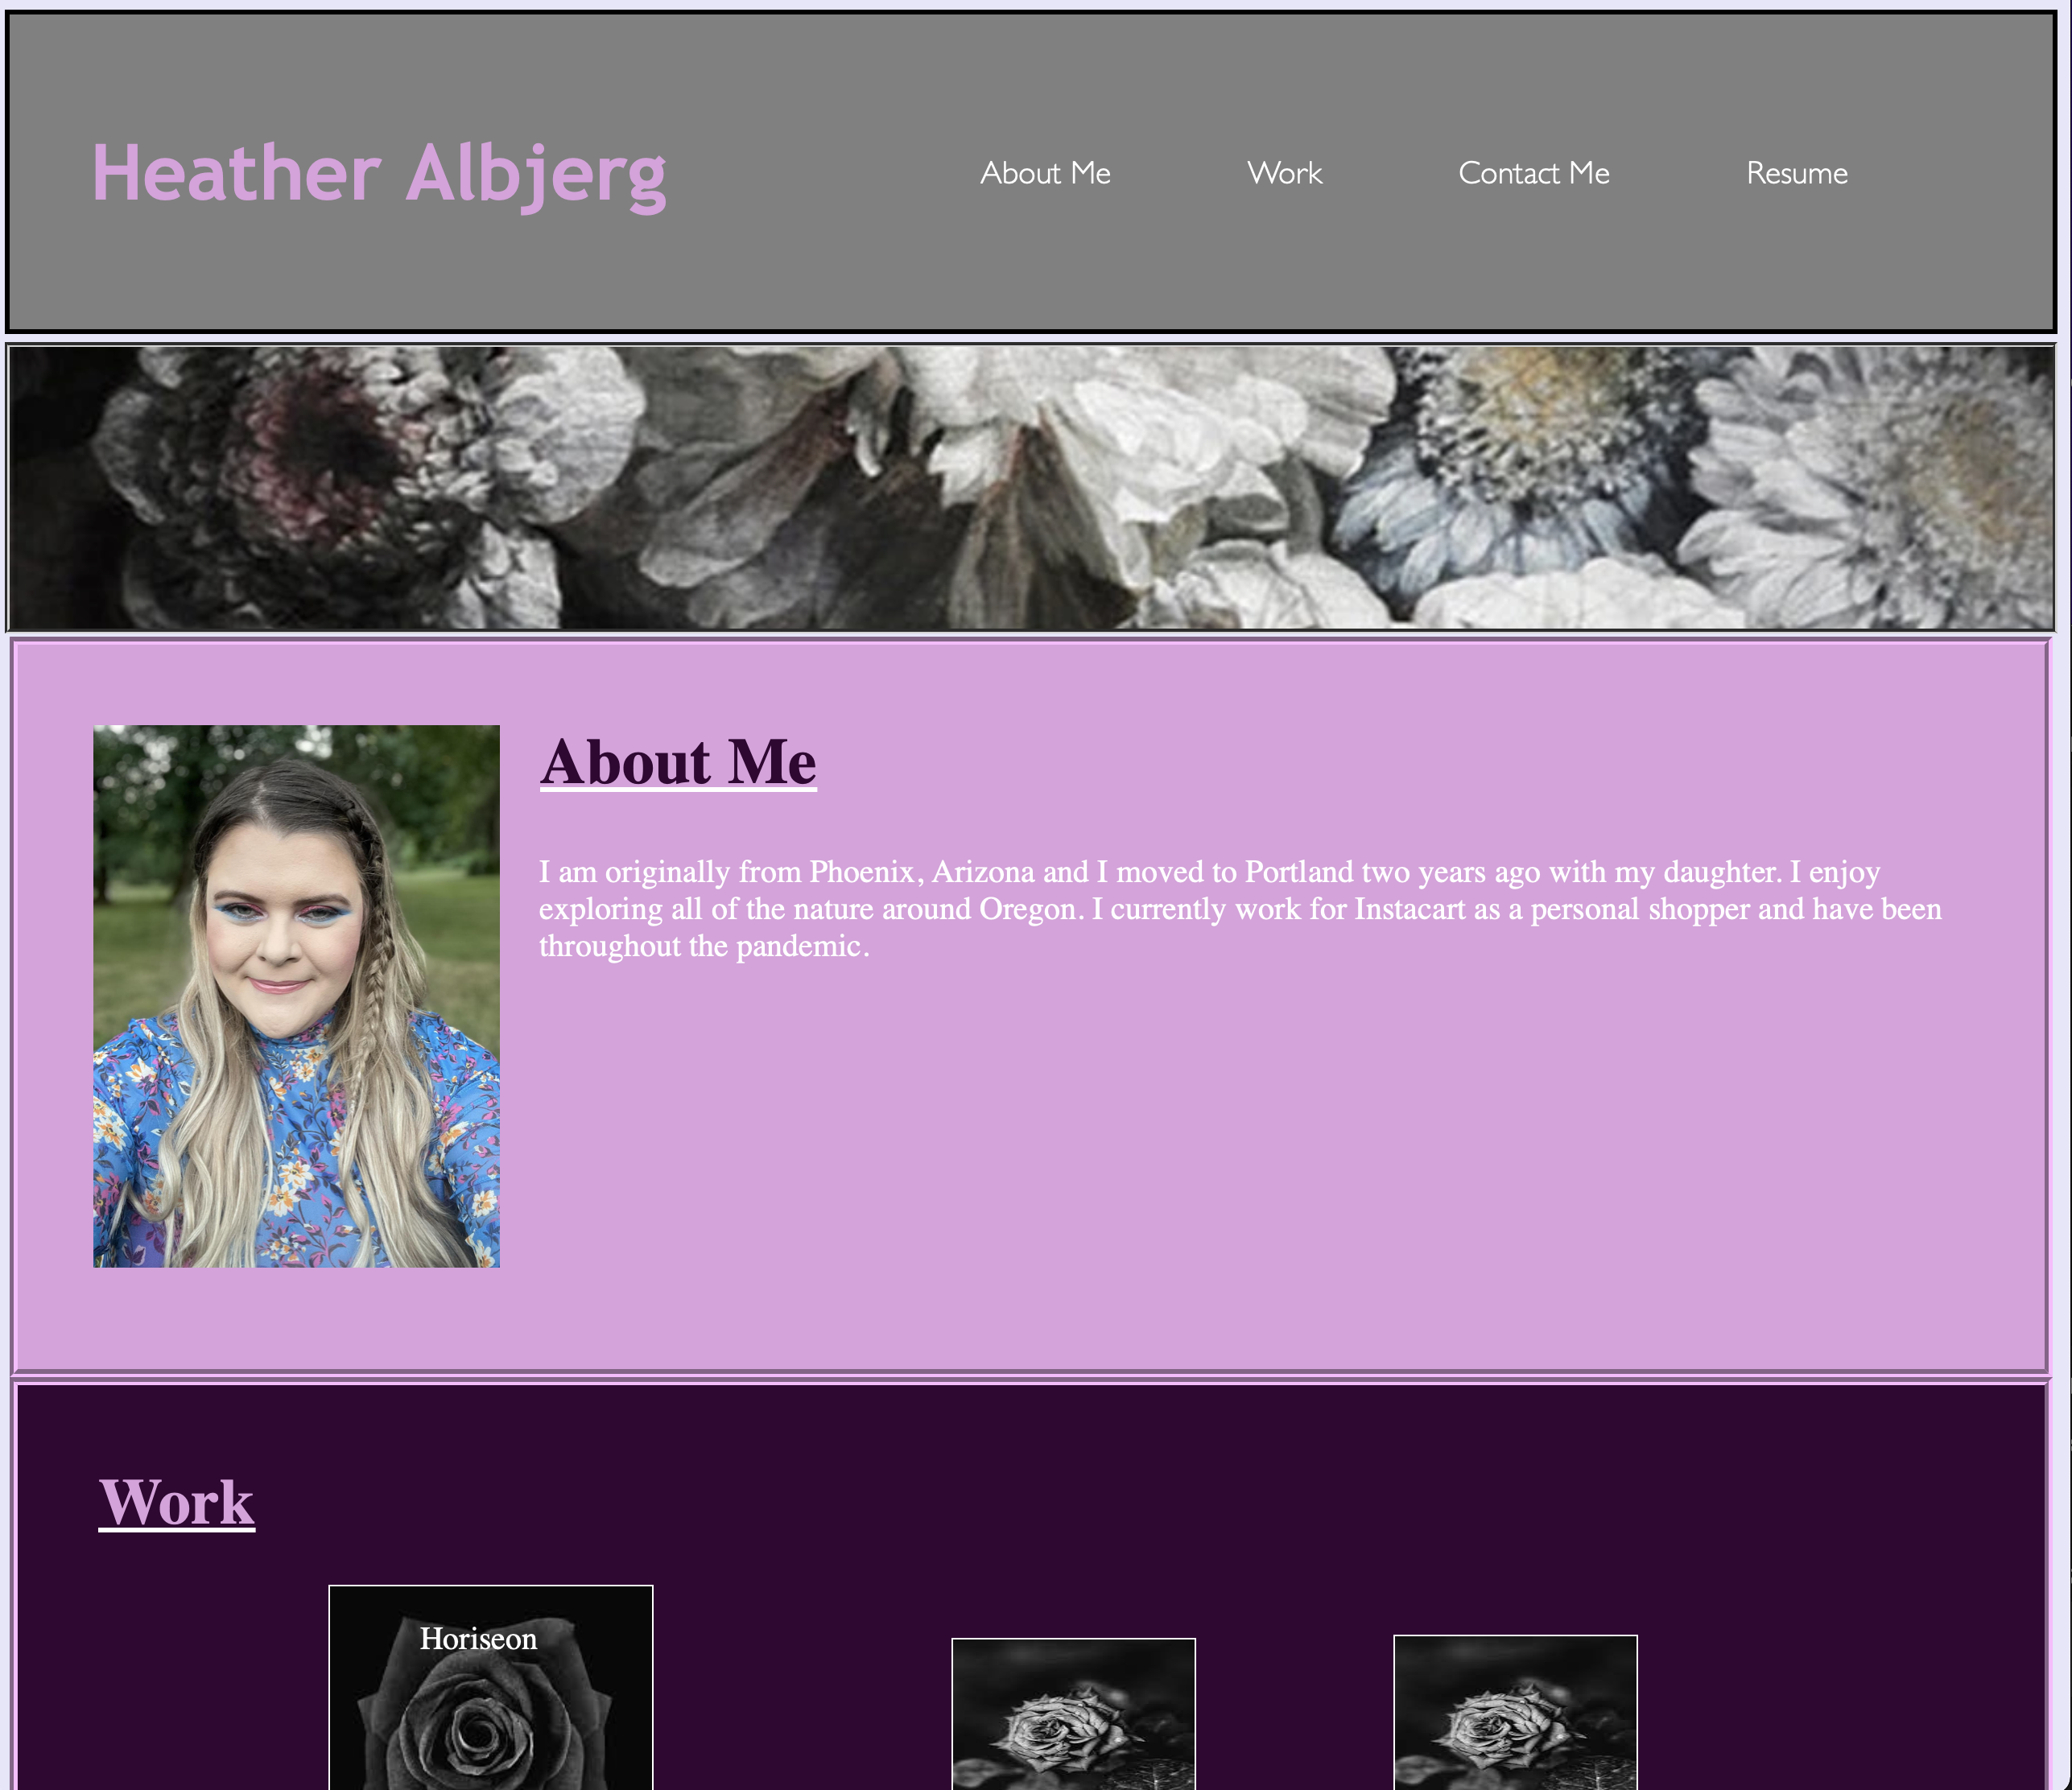 Heather Albjerg
About Me
Work
Contact Me
Resume
About Me
I am originally from Phoenix, Arizona and I moved to Portland two years ago with my daughter. I enjoy
exploring all of the nature around Oregon. I currently work for Instacart as a personal shopper and have been
throughout the pandemic.
Work
Horiseon